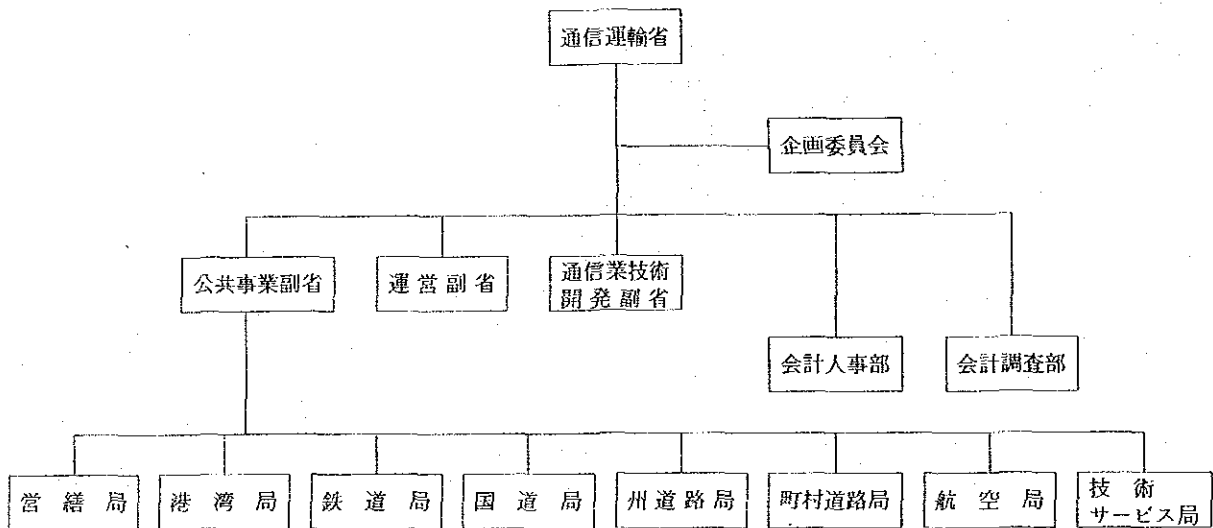 通信運輸省
企画委員会
公共事業副省
運営副省
通信業技術
開発副省
会計人事部
会計調査部
営繕局
港湾局
鉄道局
国道局
州道路局
町村道路局
航空局
技術
サービス局